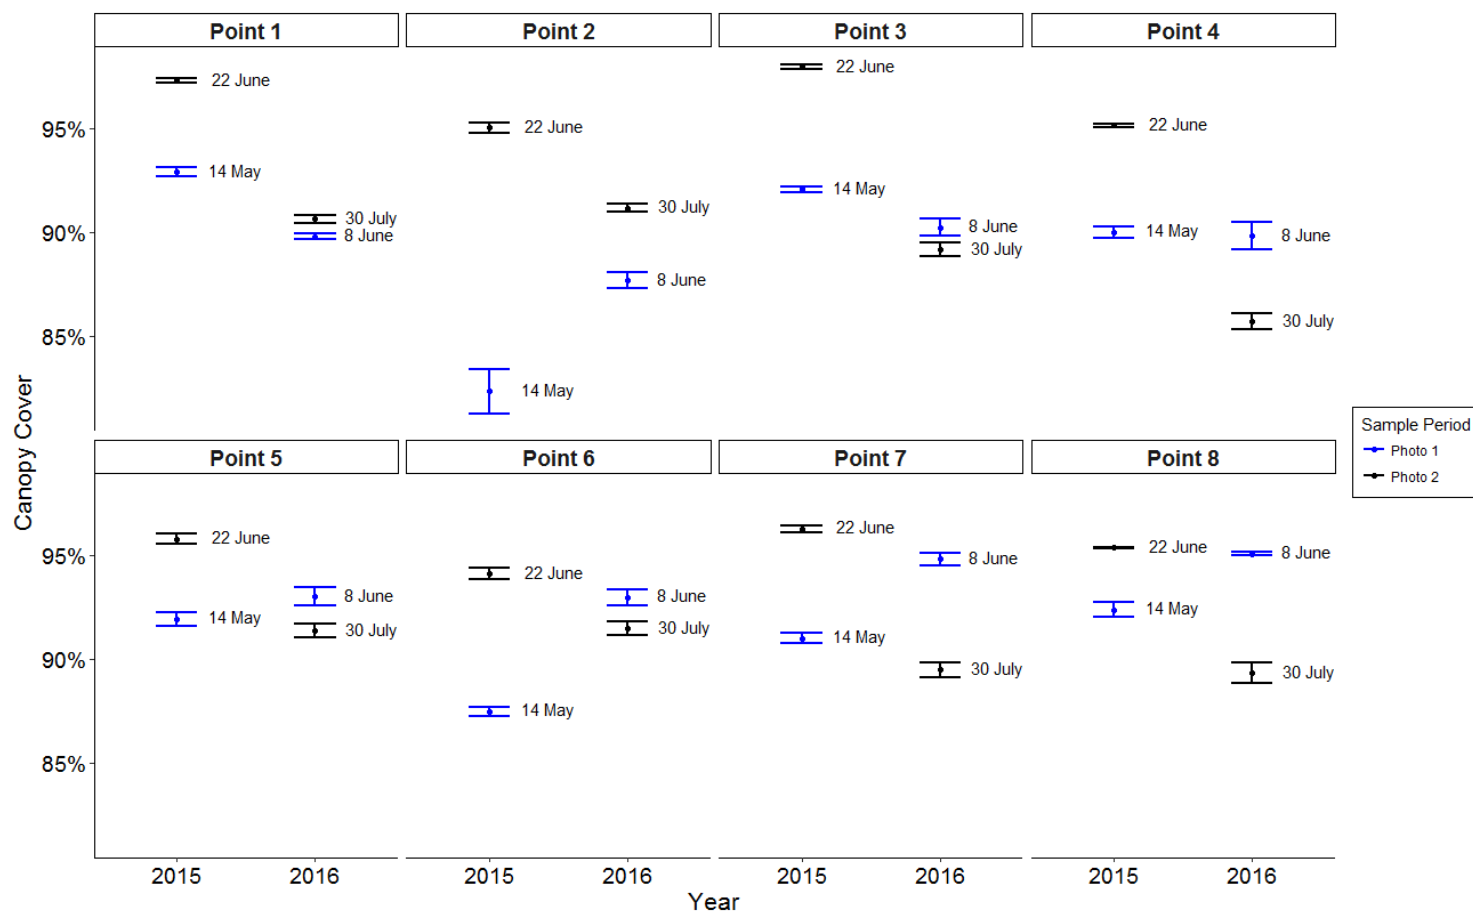 Point 1 Point 2 Point 3 Point 4
22 June
14 May
30 July
8 June
22 June
30 July
8 June
14 May
22 June
14 May
8 June
30 July
22 June
14 May
8 June
30 July
95%
90%
85%
Canopy Cover
Point 5 Point 6 Point 7 Point 8
22 June
8 June
14 May
30 July
22 June
8 June
30 July
14 May
22 June
8 June
14 May
30 July
22 June
8 June
14 May
30 July
95%
90%
85%
2015 2016 2015 2016 2015 2016 2015 2016
Year
Sample Period
Photo 1
Photo 2